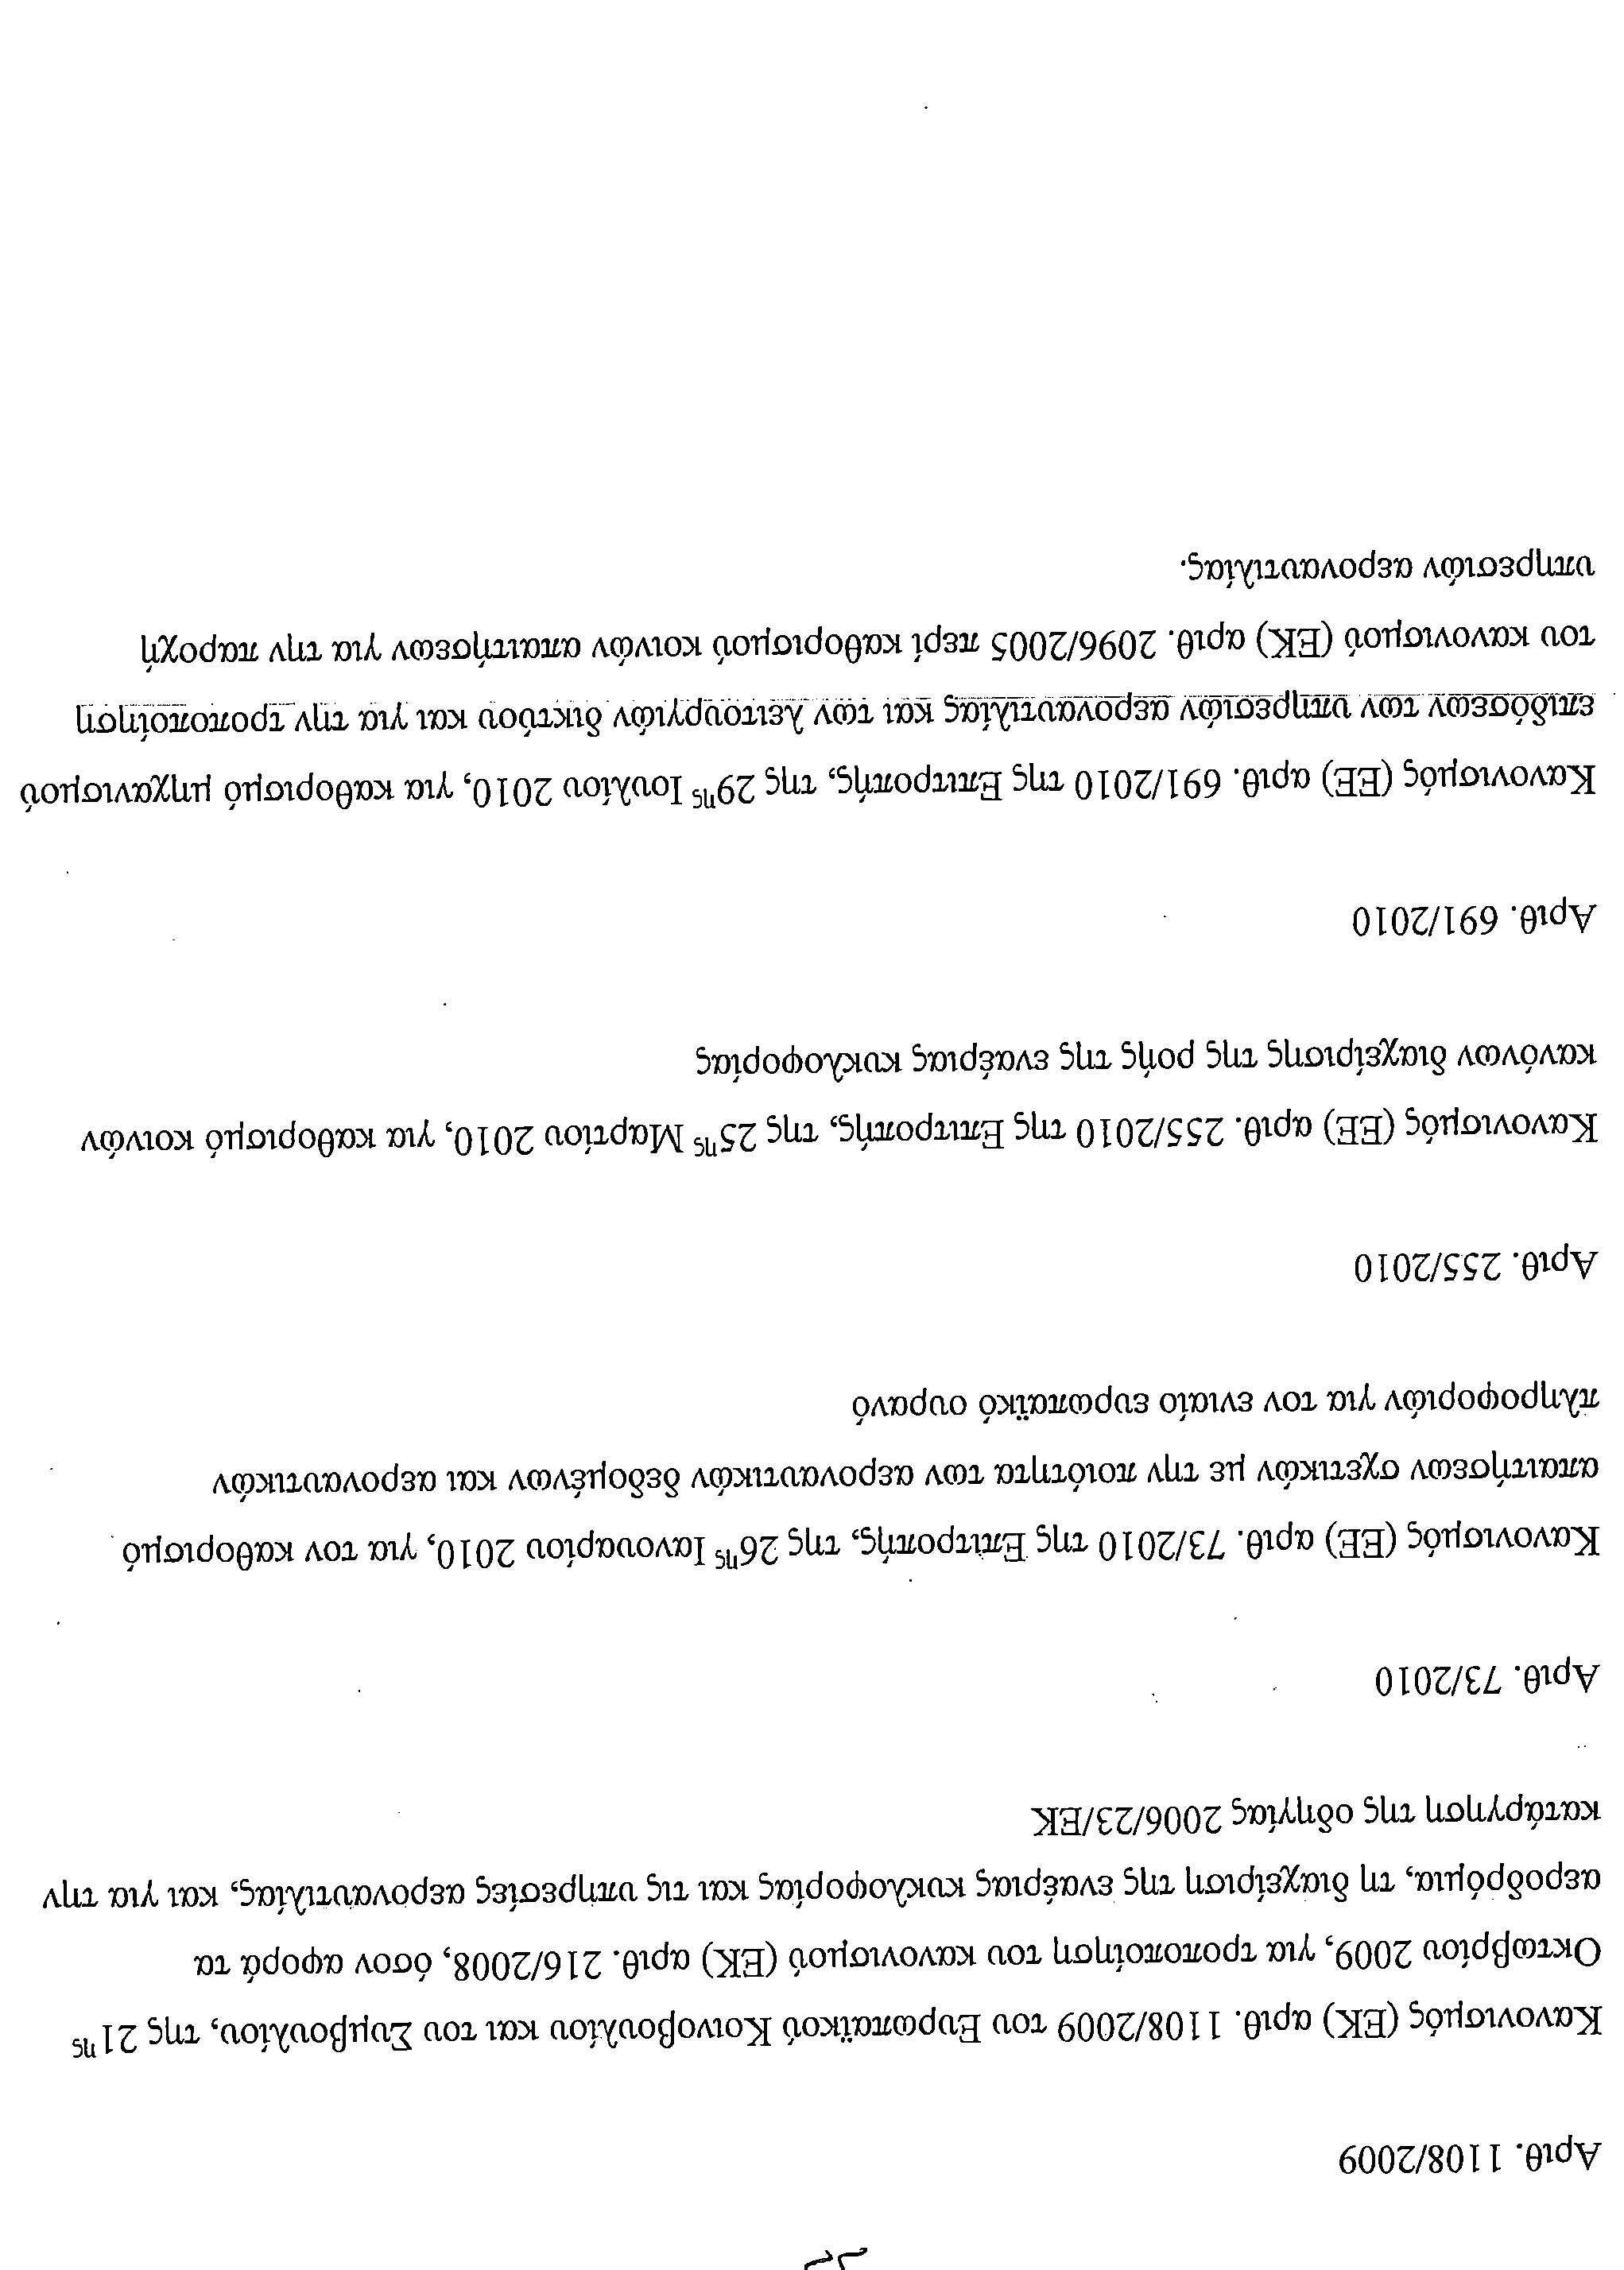 Αριθ. 1108/2009
Κανονισμός (ΕΚ) αριθ. 1108/2009 του Ευρωπαϊκού Κοινοβουλίου και του Συμβουλίου, της 21ης
Οκτωβρίου 2009, για τροποποίηση του κανονισμού (ΕΚ) αριθ. 216/2008, όσον αφορά τα
αεροδρόμια, τη διαχείριση της εναέριας κυκλοφορίας και τις υπηρεσίες αεροναυτιλίας, και για την
κατάργηση της οδηγίας 2006/23/ΕΚ
Αριθ. 73/2010
Κανονισμός (ΕΕ) αριθ. 73/2010 της Επιτροπής, της 26ης Ιανουαρίου 2010, για τον καθορισμό
απαιτήσεων σχετικών με την ποιότητα των αεροναυτικών δεδομένων και αεροναυτικών
πληροφοριών για τον ενιαίο ευρωπαϊκό ουρανό
Αριθ. 255/2010
Κανονισμός (ΕΕ) αριθ. 255/2010 της Επιτροπής, της 25ης Μαρτίου 2010, για καθορισμό κοινών
κανόνων διαχείρισης της ροής της εναέριας κυκλοφορίας
Αριθ. 691/2010
Κανονισμός (ΕΕ) αριθ. 691/2010 της Επιτροπής, της 29ης Ιουλίου 2010, για καθορισμό μηχανισμού
επιδόσεων των υπηρεσιών αεροναυτιλίας και των λειτουργιών δικτύου και για την τροποποίηση
του κανονισμού (ΕΚ) αριθ. 2096/2005 περί καθορισμού κοινών απαιτήσεων για την παροχή
υπηρεσιών αεροναυτιλίας.